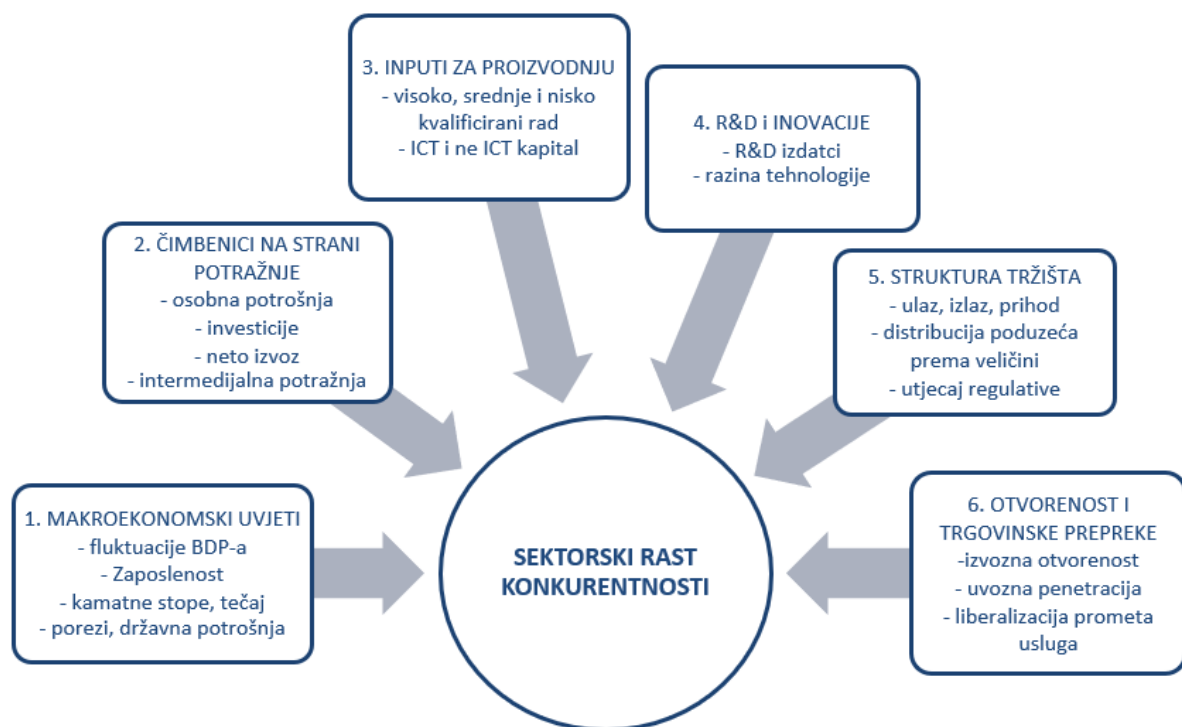 3. INPUTI ZA PROIZVODNJU
- visoko, srednje i nisko
kvalificirani rad
- ICT i ne ICT kapital
4. R&D i INOVACIJE
- R&D izdatci
- razina tehnologije
2. ČIMBENICI NA STRANI
POTRAŽNJE
- osobna potrošnja
- investicije
- neto izvoz
- intermedijalna potražnja
5. STRUKTURA TRŽIŠTA
- ulaz, izlaz, prihod
- distribucija poduzeća
prema veličini
- utjecaj regulative
1. MAKROEKONOMSKI UVJETI
- fluktuacije BDP-a
- Zaposlenost
- kamatne stope, tečaj
- porezi, državna potrošnja
6. OTVORENOST I
TRGOVINSKE PREPREKE
-izvozna otvorenost
- uvozna penetracija
- liberalizacija prometa
usluga
SEKTORSKI RAST
KONKURENTNOSTI